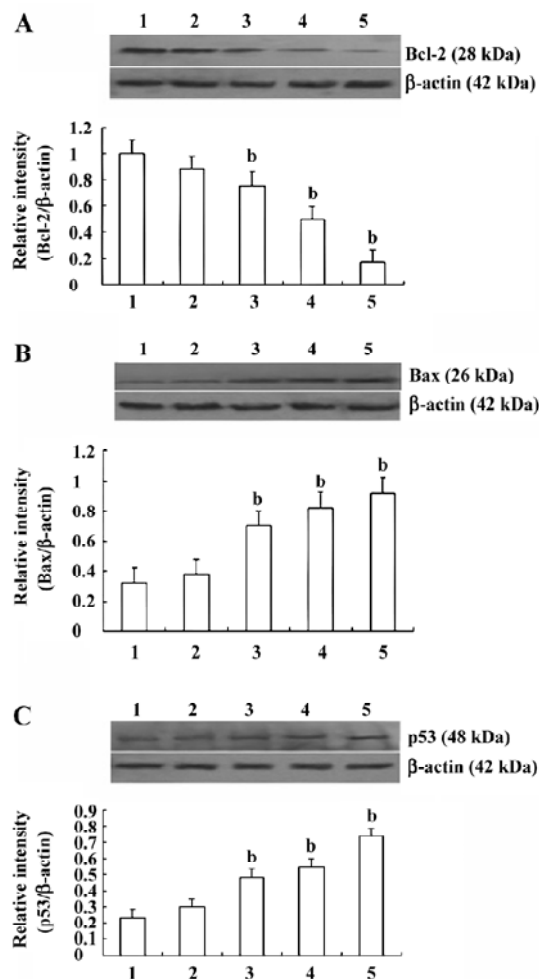 A
1 2 3 4 5
Bcl-2 (28 kDa)
β-actin (42 kDa)
Relative intensity
(Bcl-2/β-actin)
1.2
1
0.8
0.6
0.4
0.2
0
b
b
b
1 2 3 4 5
B
1 2 3 4 5
Bax (26 kDa)
β-actin (42 kDa)
Relative intensity
(Bax/β-actin)
1.2
1
0.8
0.6
0.4
0.2
0
b
b
b
1 2 3 4 5
C
1 2 3 4 5
p53 (48 kDa)
β-actin (42 kDa)
Relative intensity
(p53/β-actin)
0.9
0.8
0.7
0.6
0.5
0.4
0.3
0.2
0.1
0
b
b
b
1 2 3 4 5